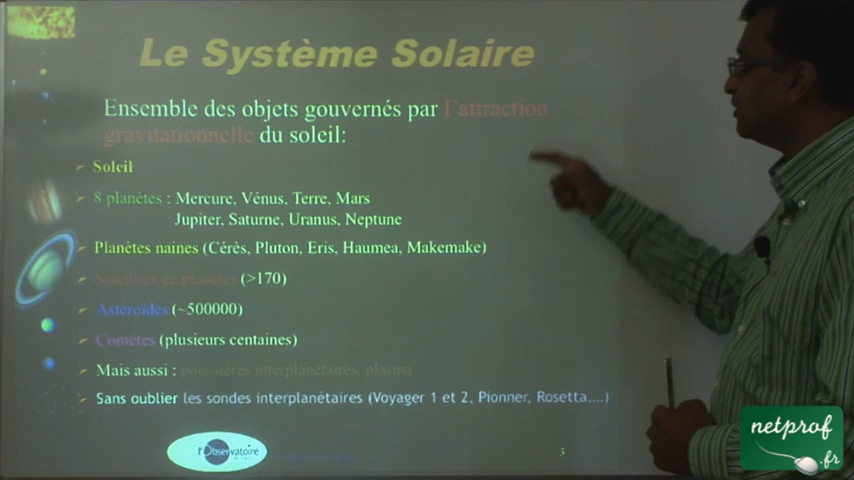 Le Système Solaire
Ensemble des objets gouvernés par l'attraction
gravitationnelle du soleil:
Soleil
8 planètes : Mercure, Vénus, Terre, Mars
Jupiter, Saturne, Uranus, Neptune
Planètes naines (Cérès, Pluton, Eris, Haumea, Makemake)
Satellites de planètes (>170)
Astéroïdes (~500000)
Comètes (plusieurs centaines)
Mais aussi : poussières interplanétaires, plasma
Sans oublier les sondes interplanétaires (Voyager 1 et 2, Pionner, Rosetta,...)
l'Observatoire
3
netprof
.fr